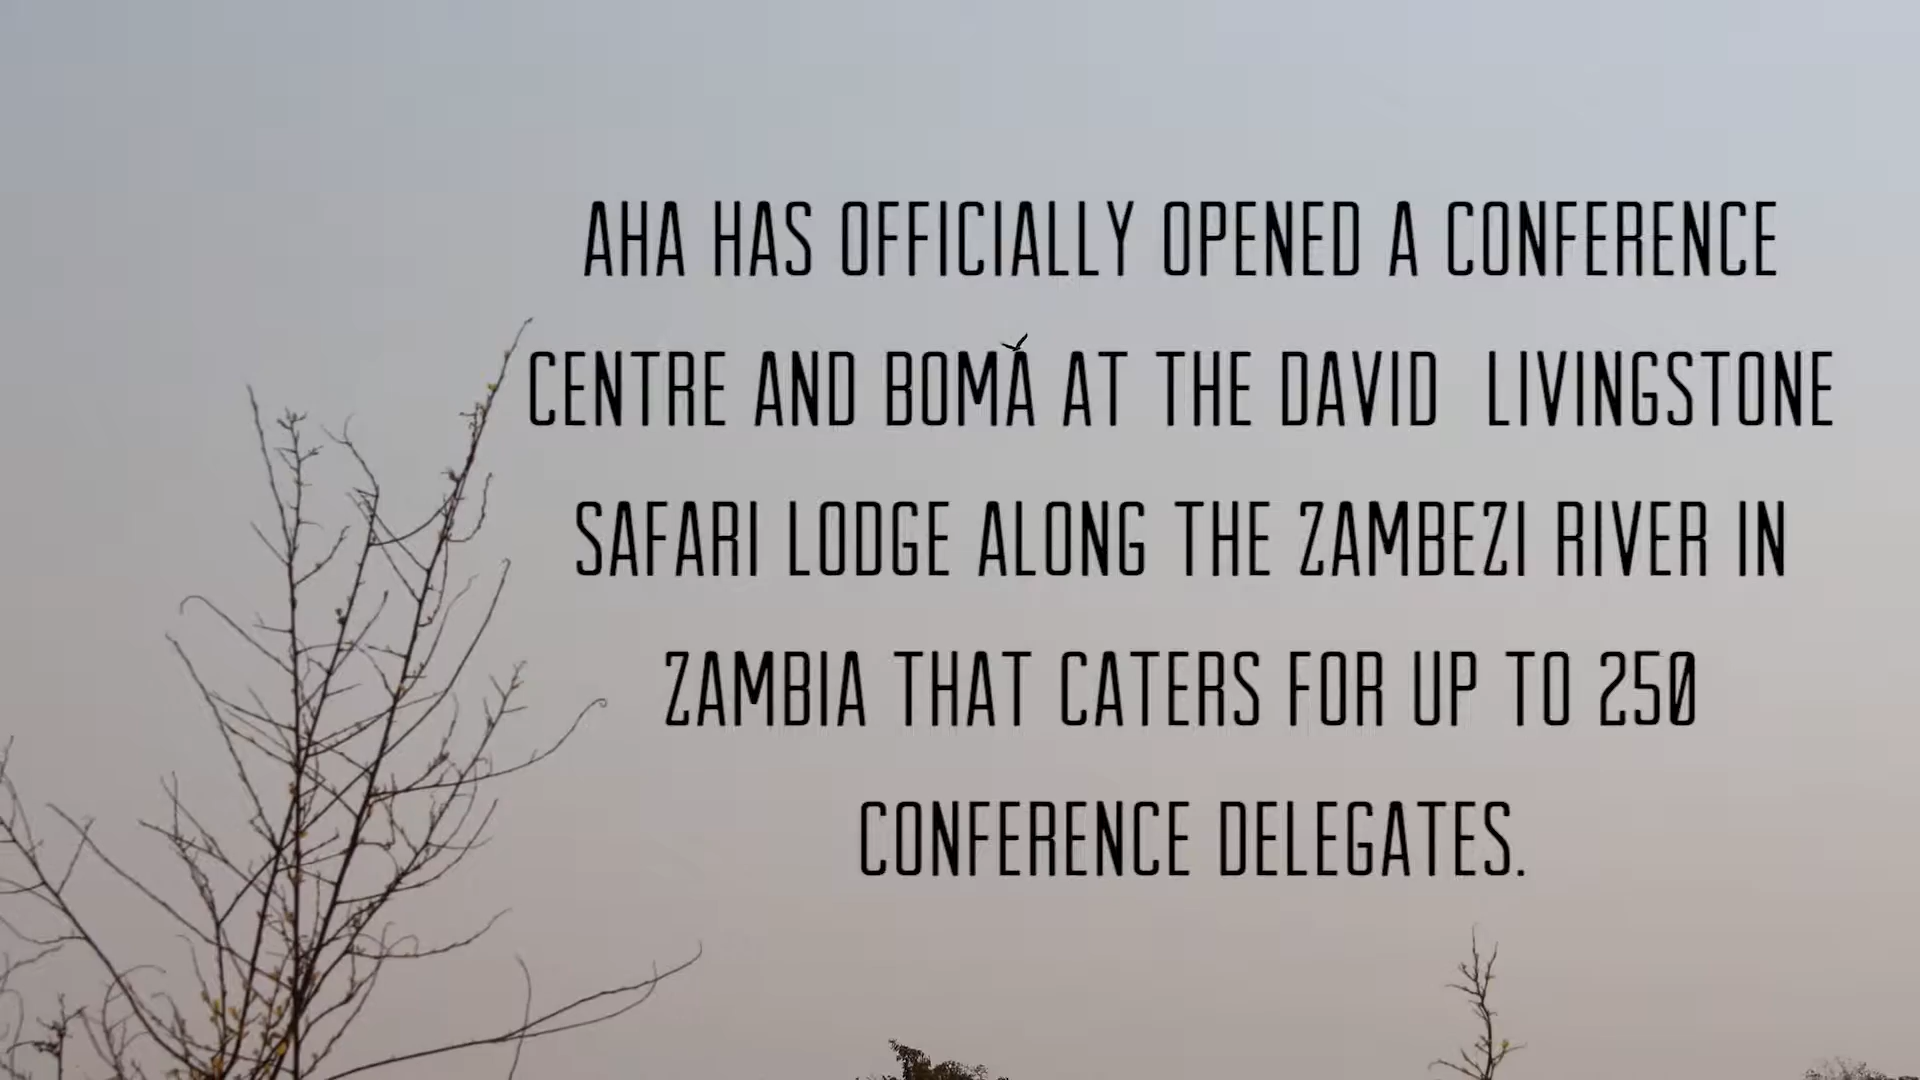 AHA HAS OFFICIALLY OPENED A CONFERENCE
CENTRE AND BOMA AT THE DAVID  LIVINGSTONE
SAFARI LODGE ALONG THE ZAMBEZI RIVER IN
ZAMBIA THAT CATERS FOR UP TO 250
CONFERENCE DELEGATES.